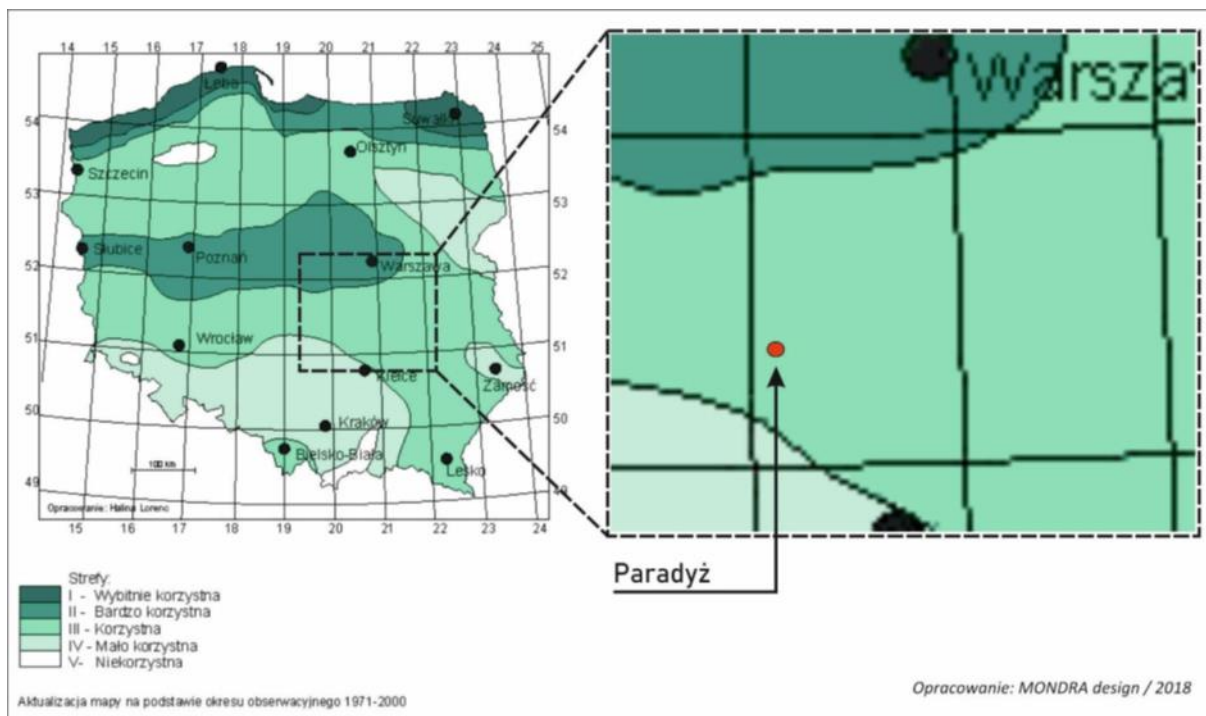 14 15 16 17 18 19 20 21 22 23 24 25
Łeba
Suwałki
54
54
Olsztyn
Szczecin
53
53
Słubice
Poznań
Warszawa
52
52
Wrocław
51
51
Kielce
Zamość
50
50
Kraków
Bielsko-Biała
Lesko
100 km
49
49
Opracowanie: Halina Lorenc
15 16 17 18 19 20 21 22 23 24
Warsza
Paradyż
Strefy:
I - Wybitnie korzystna
II - Bardzo korzystna
III - Korzystna
IV - Mało korzystna
V- Niekorzystna
Aktualizacja mapy na podstawie okresu obserwacyjnego 1971-2000
Opracowanie: MONDRA design / 2018